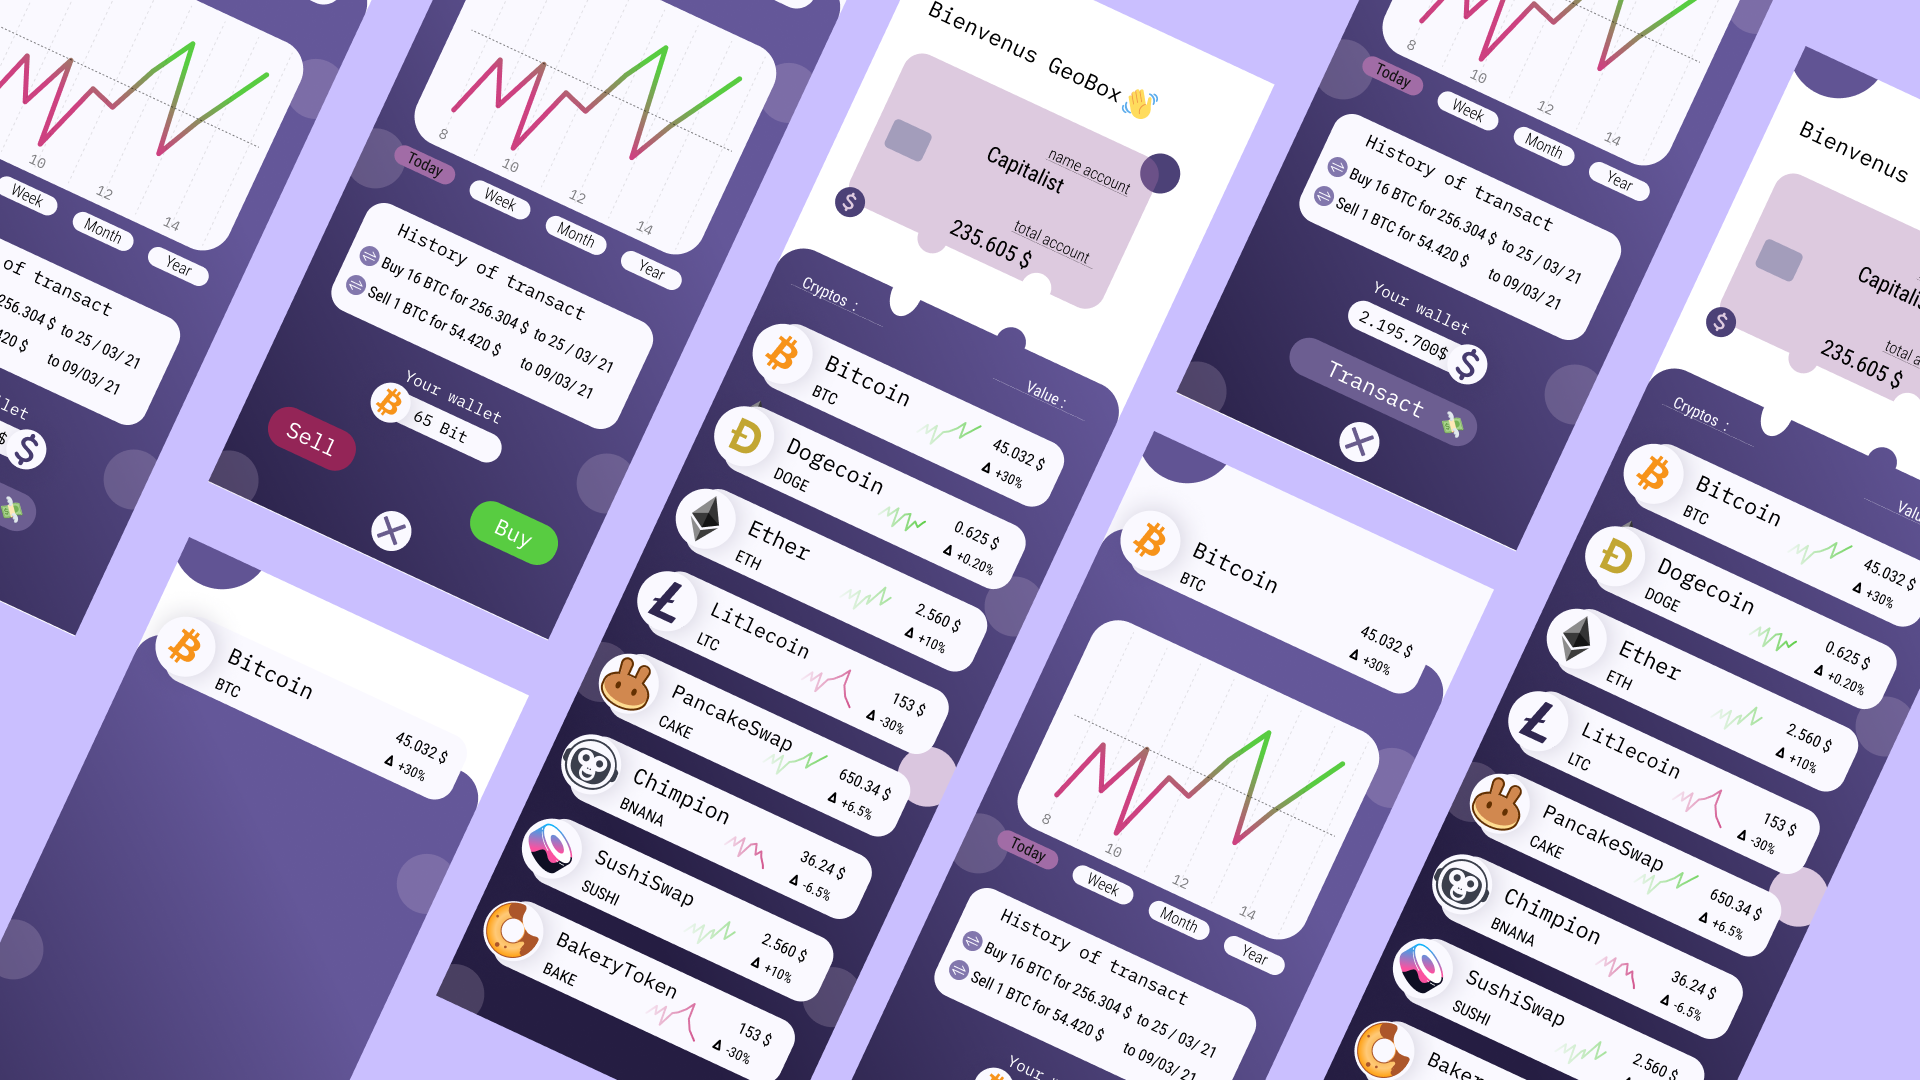 10
12
14
Week
Month
Year
of transact
256.304 $ to 25 / 03/ 21
to 09/03/ 21
8
10
12
14
Today
Week
Month
Year
History of transact
Buy 16 BTC for 256.304 $ to 25 / 03/ 21
Sell 1 BTC for 54.420 $ to 09/03/ 21
Your wallet
65 Bit
Sell
Buy
Bitcoin
BTC
45.032 $
+30%
Bienvenus GeoBox👋
name account
Capitalist
total account
235.605 $
$
Cryptos :
Value :
Bitcoin
BTC
45.032 $
+30%
Dogecoin
DOGE
0.625 $
+0.20%
Ether
ETH
2.560 $
+10%
Litlecoin
LTC
153 $
-30%
PancakeSwap
CAKE
650.34 $
+6.5%
Chimpion
BNANA
36.24 $
-6.5%
SushiSwap
SUSHI
2.560 $
+10%
BakeryToken
BAKE
153 $
-30%
8
10
12
14
Today
Week
Month
Year
History of transact
Buy 16 BTC for 256.304 $ to 25 / 03/ 21
Sell 1 BTC for 54.420 $ to 09/03/ 21
Your wallet
2.195.700$
$
Transact 💸
Bitcoin
BTC
45.032 $
+30%
8
10
12
14
Today
Week
Month
Year
History of transact
Buy 16 BTC for 256.304 $ to 25 / 03/ 21
Sell 1 BTC for 54.420 $ to 09/03/ 21
Your
Bienvenus
Capitalist
total a
235.605 $
$
Cryptos :
Valu
Bitcoin
BTC
45.032 $
+30%
Dogecoin
DOGE
0.625 $
+0.20%
Ether
ETH
2.560 $
+10%
Litlecoin
LTC
153 $
-30%
PancakeSwap
CAKE
650.34 $
+6.5%
Chimpion
BNANA
36.24 $
-6.5%
SushiSwap
SUSHI
2.560 $
Baker